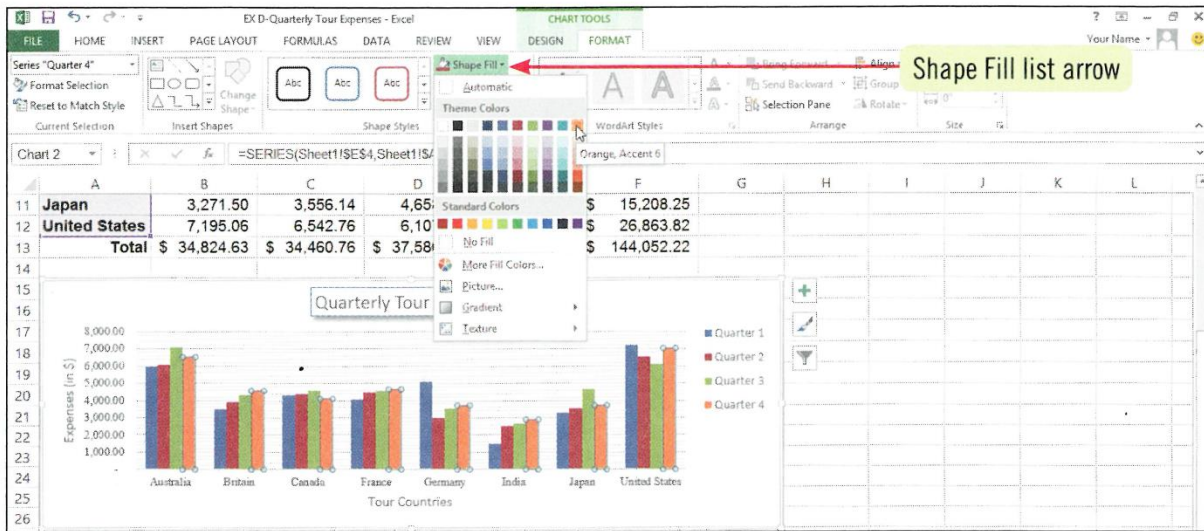 EX D-Quarterly Tour Expenses - Excel
CHART TOOLS
FILE HOME INSERT PAGE LAYOUT FORMULAS DATA REVIEW VIEW DESIGN FORMAT
Your Name
Series "Quarter 4"
Format Selection
Reset to Match Style
Current Selection
Change Shape
Insert Shapes
Abc Abc Abc
Shape Styles
Shape Fill
Automatic
Theme Colors
Orange, Accent 6
Standard Colors
No Fill
More Fill Colors...
Picture...
Gradient
Texture
WordArt Styles
Bring Forward
Send Backward
Selection Pane
Align
Group
Rotate
Arrange
Size
Shape Fill list arrow
Chart 2
=SERIES(Sheet1!$E$4,Sheet1!$A
A B C D F G H I J K L
11 Japan 3,271.50 3,556.14 4,65 $ 15,208.25
12 United States 7,195.06 6,542.76 6,10 $ 26,863.82
13 Total $ 34,824.63 $ 34,460.76 $ 37,58 $ 144,052.22
14
15
16
17
18
19
20
21
22
23
24
25
26
Quarterly Tour
Expenses (in $)
8,000.00
7,000.00
6,000.00
5,000.00
4,000.00
3,000.00
2,000.00
1,000.00
-
Australia Britain Canada France Germany India Japan United States
Tour Countries
Quarter 1
Quarter 2
Quarter 3
Quarter 4